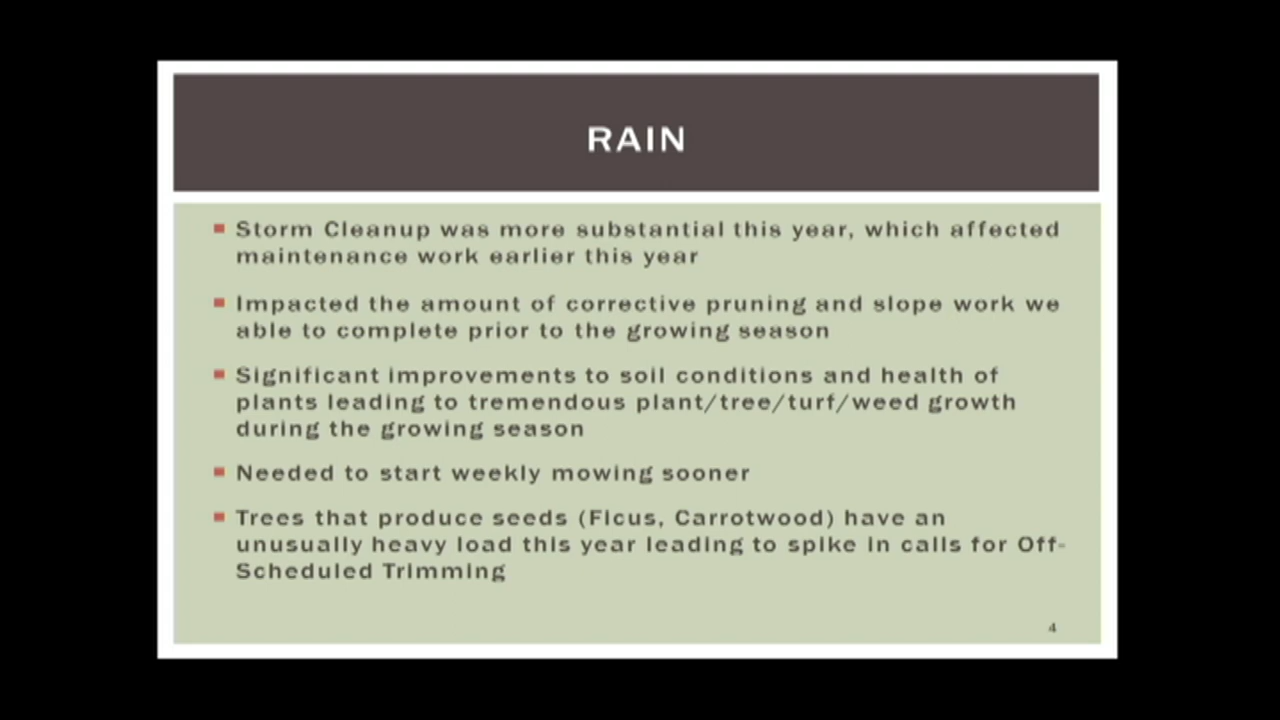 RAIN
Storm Cleanup was more substantial this year, which affected
maintenance work earlier this year
Impacted the amount of corrective pruning and slope work we
able to complete prior to the growing season
Significant improvements to soil conditions and health of
plants leading to tremendous plant/tree/turf/weed growth
during the growing season
Needed to start weekly mowing sooner
Trees that produce seeds (Ficus, Carrotwood) have an
unusually heavy load this year leading to spike in calls for Off-
Scheduled Trimming
4